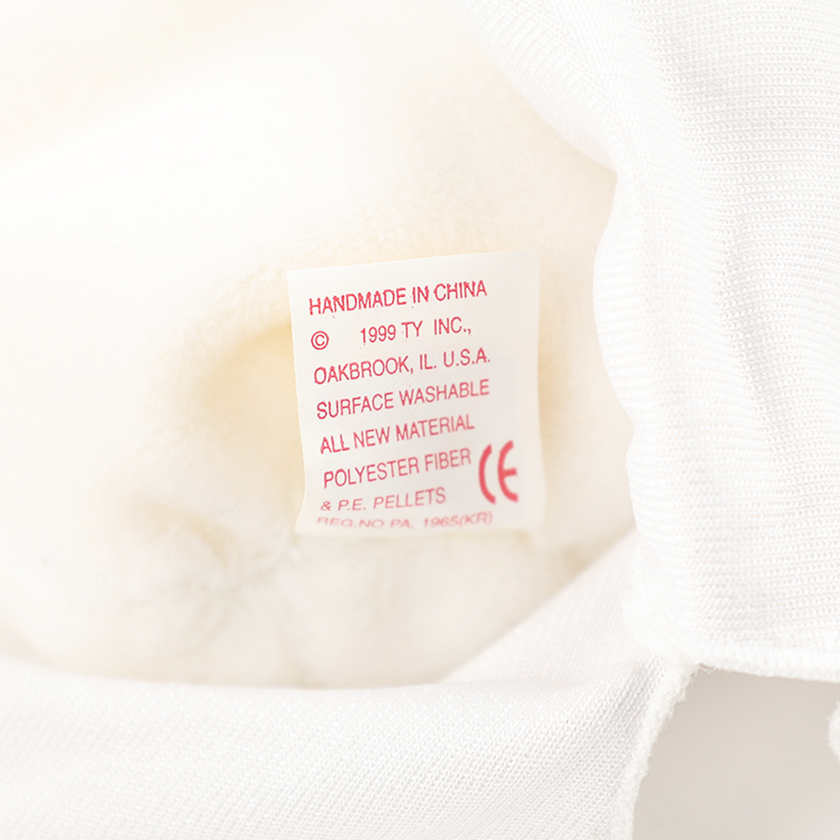 HANDMADE IN CHINA
© 1999 TY INC.,
OAKBROOK, IL. U.S.A.
SURFACE WASHABLE
ALL NEW MATERIAL
POLYESTER FIBER
& P.E. PELLETS
REG.NO PA. 1965(KR)
CE